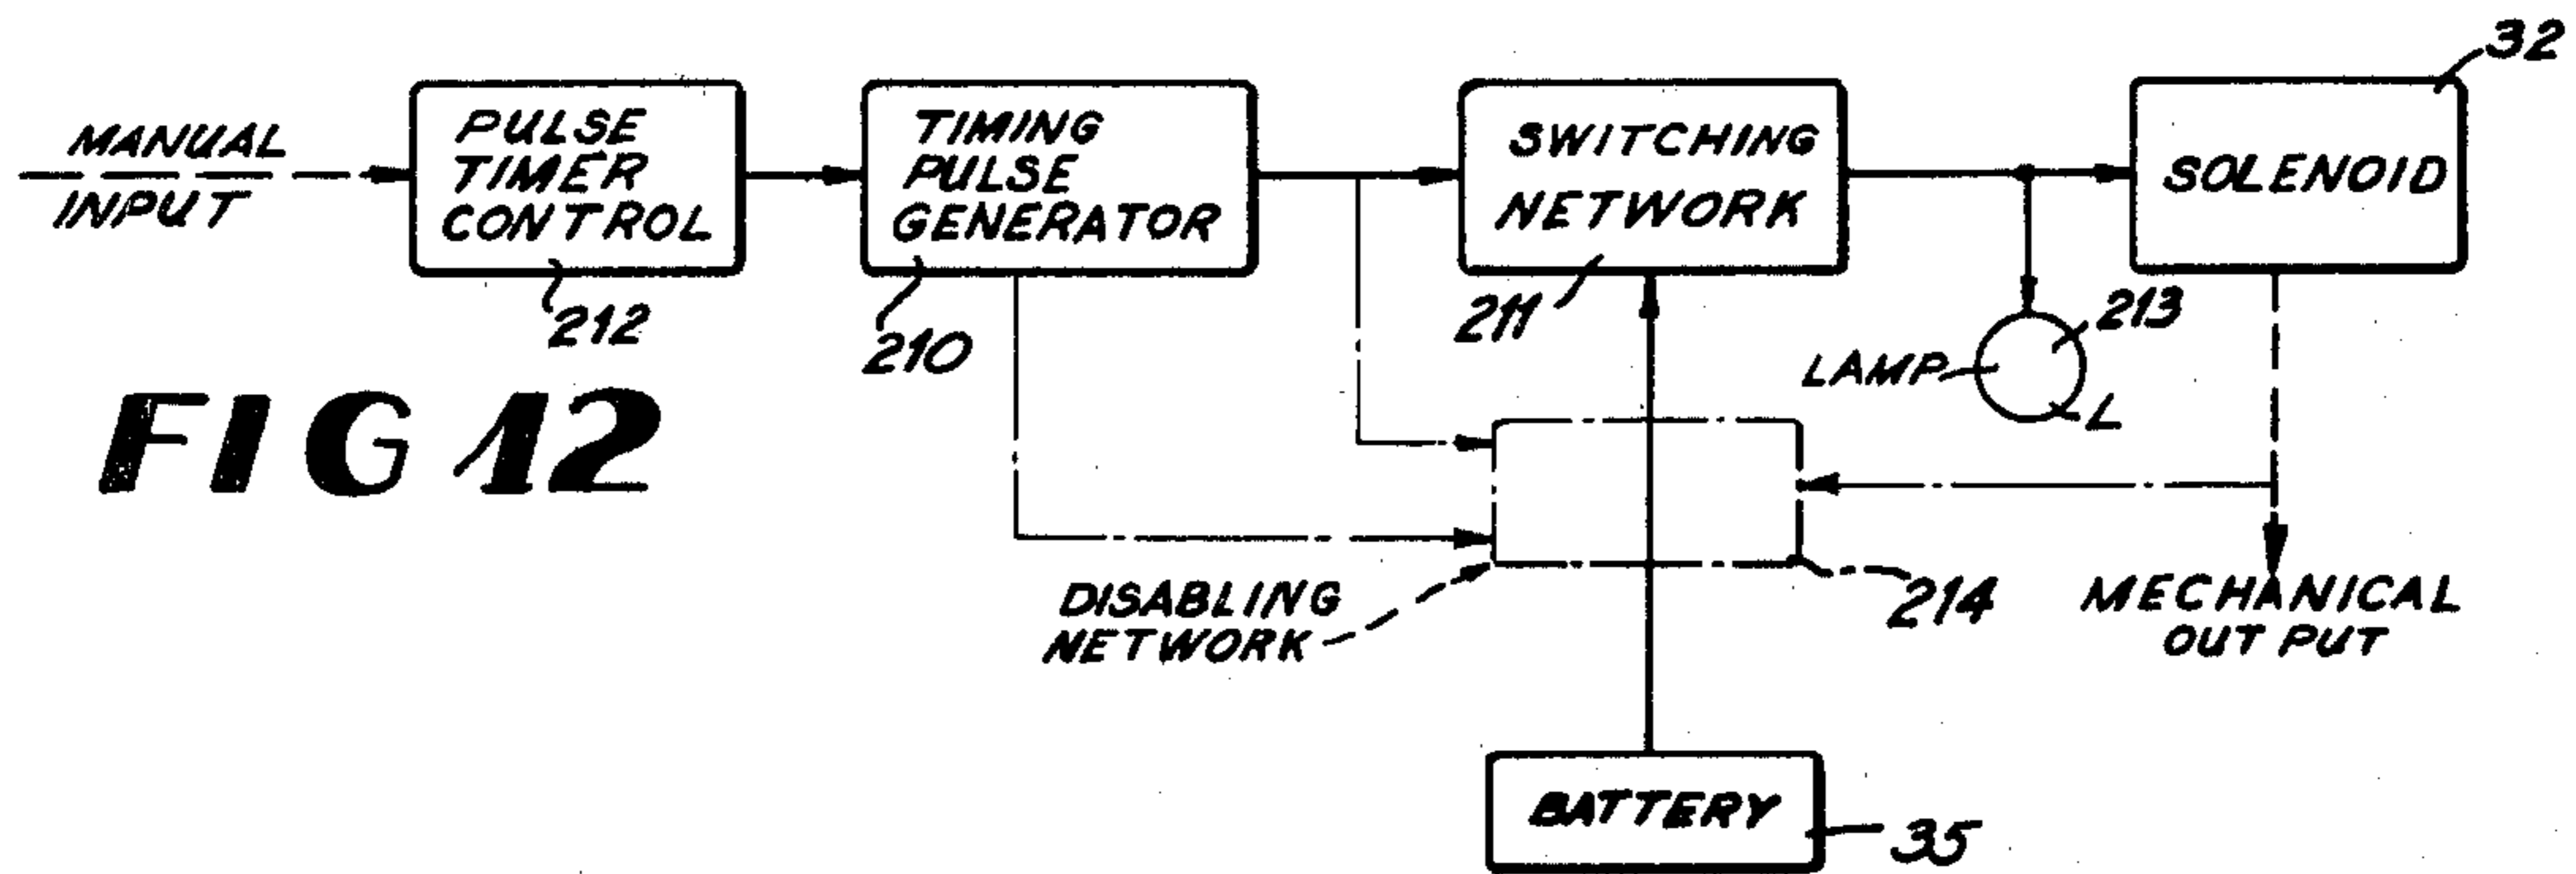 MANUAL
INPUT
PULSE
TIMER
CONTROL
212
TIMING
PULSE
GENERATOR
210
SWITCHING
NETWORK
211
SOLENOID
32
LAMP
213
L
FIG 12
DISABLING
NETWORK
214
MECHANICAL
OUT PUT
BATTERY
35